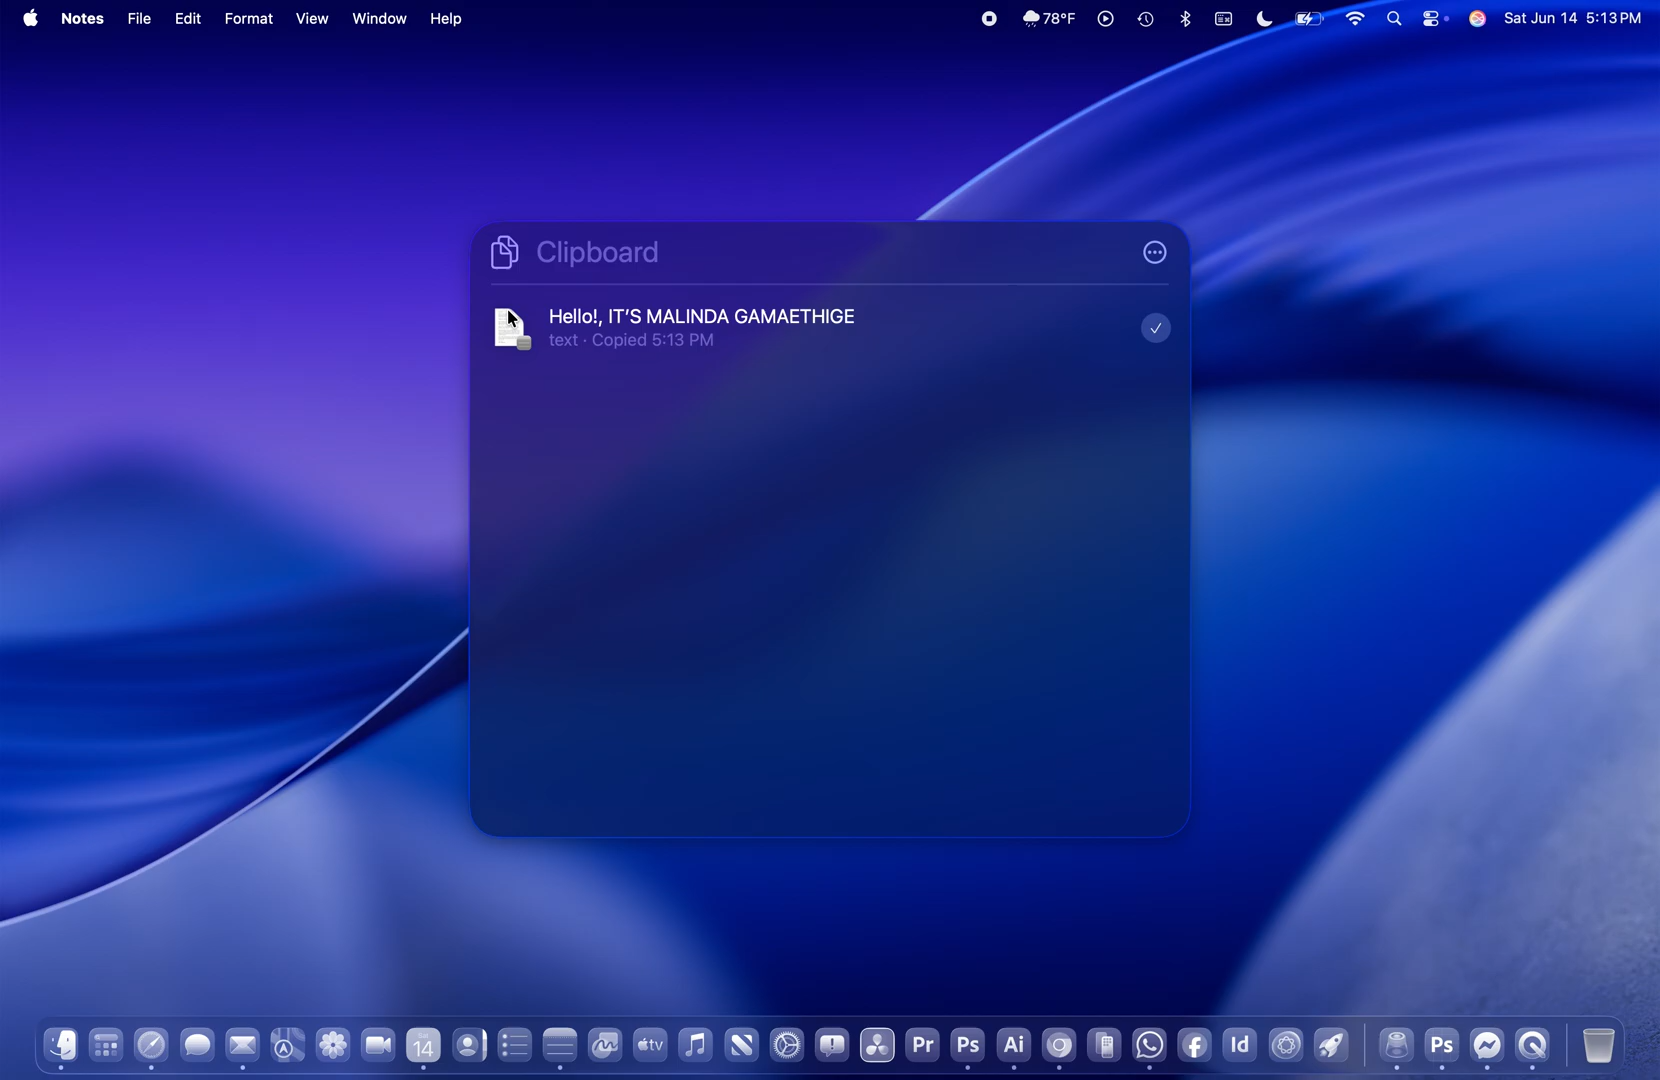 Notes File Edit Format View Window Help 78°F Sat Jun 14 5:13 PM
Clipboard
Hello!, IT'S MALINDA GAMAETHIGE
text · Copied 5:13 PM
14 tv Pr Ps Ai Id Ps